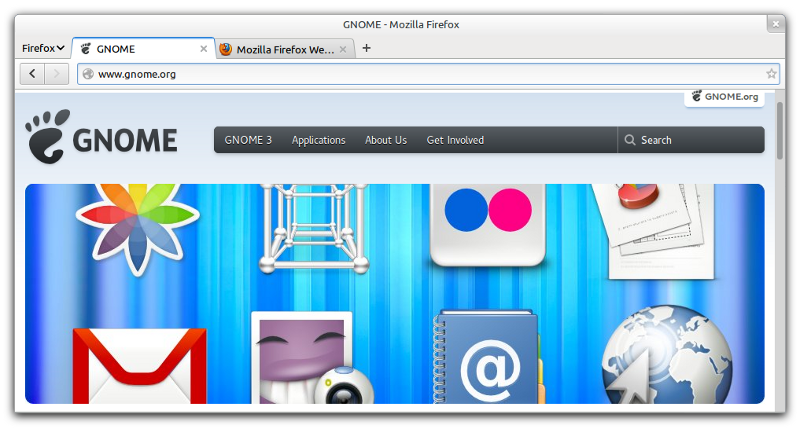 GNOME - Mozilla Firefox
Firefox
GNOME
Mozilla Firefox We...
www.gnome.org
GNOME.org
GNOME
GNOME 3
Applications
About Us
Get Involved
Search
@